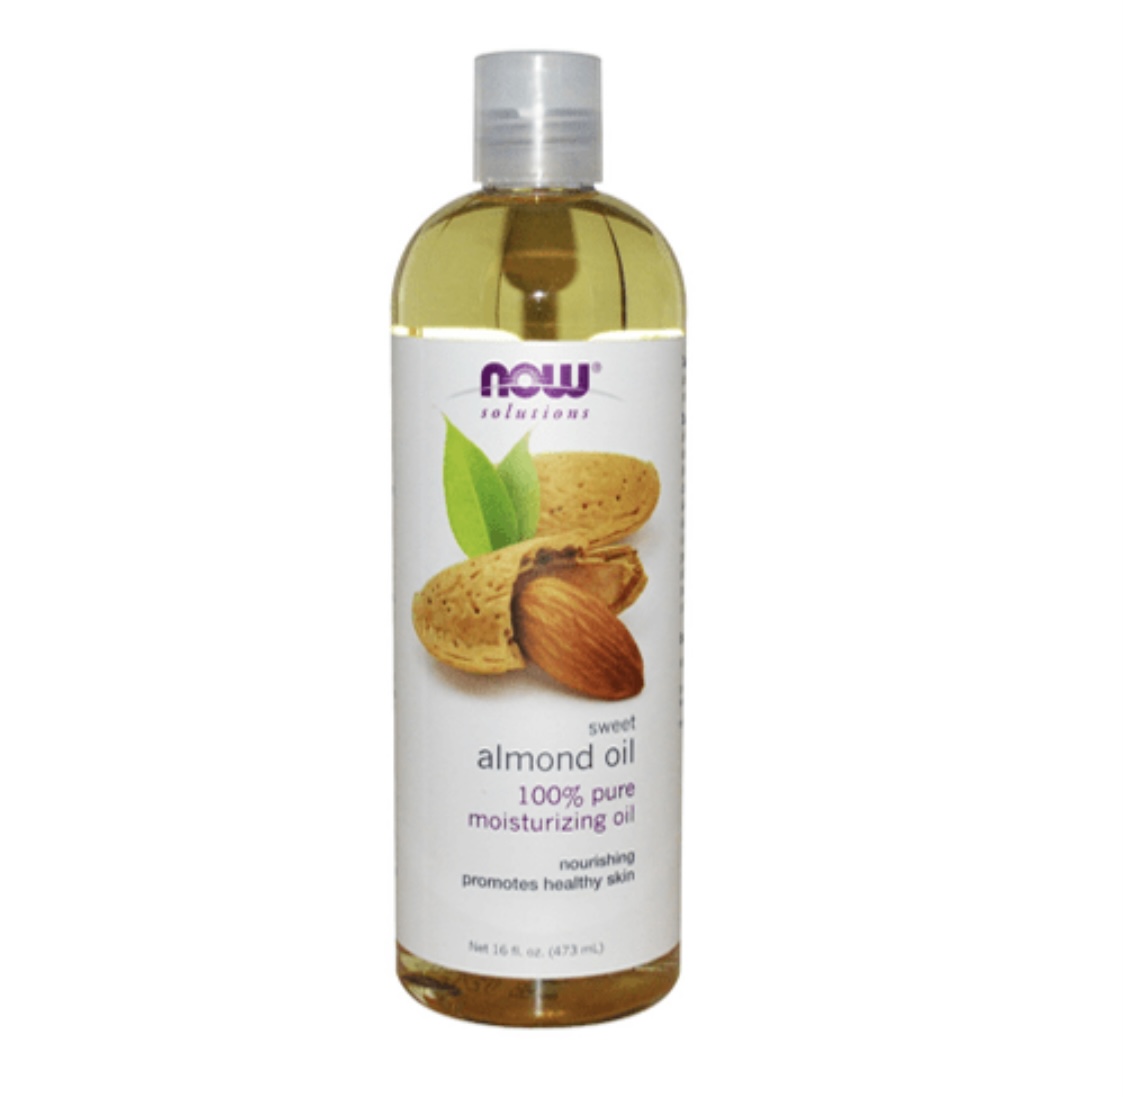 now®
solutions
sweet
almond oil
100% pure
moisturizing oil
nourishing
promotes healthy skin
Net 16 fl. oz. (473 mL)